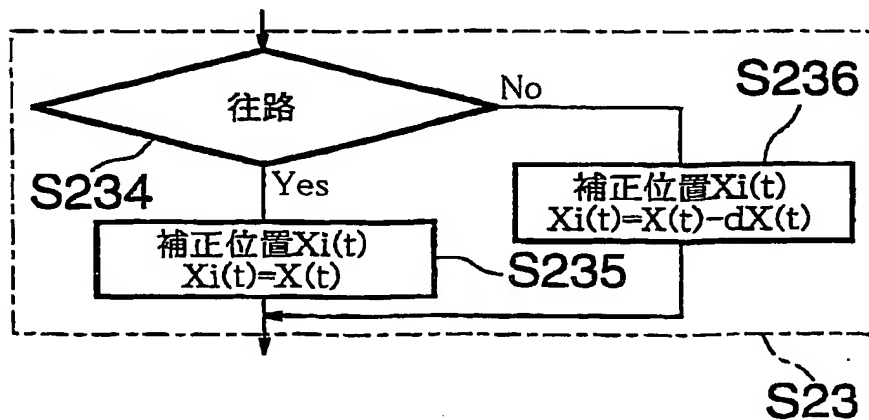 往路
No
S236
S234
Yes
補正位置Xi(t)
Xi(t)=X(t)-dX(t)
補正位置Xi(t)
Xi(t)=X(t)
S235
S23